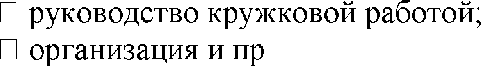 □ руководство кружковой работой;
□ организация и пр